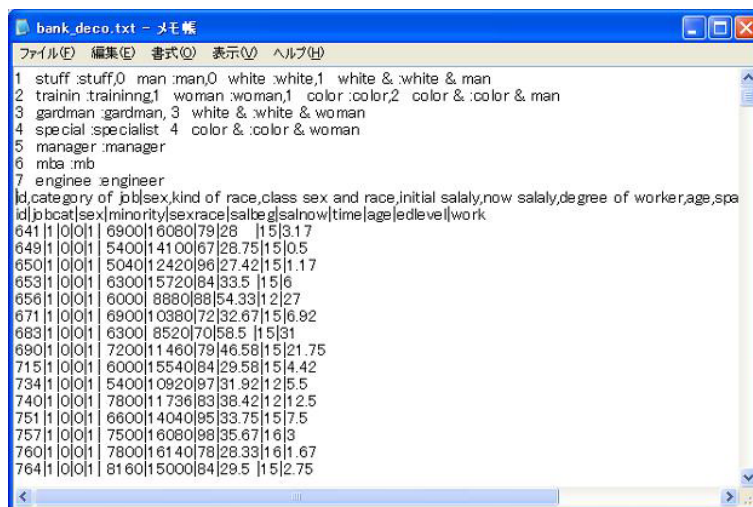 bank_deco.txt - メモ帳
ファイル(F) 編集(E) 書式(O) 表示(V) ヘルプ(H)
1 stuff :stuff,0 man :man,0 white :white,1 white & :white & man
2 trainin :traininng,1 woman :woman,1 color :color,2 color & :color & man
3 gardman :gardman, 3 white & :white & woman
4 special :specialist 4 color & :color & woman
5 manager :manager
6 mba :mb
7 enginee :engineer
id,category of job|sex,kind of race,class sex and race,initial salaly,now salaly,degree of worker,age,spa
id|jobcat|sex|minority|sexrace|salbeg|salnow|time|age|edlevel|work
641|1|0|0|1| 6900|16080|79|28 |15|3.17
649|1|0|0|1| 5400|14100|67|28.75|15|0.5
650|1|0|0|1| 5040|12420|96|27.42|15|1.17
653|1|0|0|1| 6300|15720|84|33.5 |15|6
656|1|0|0|1| 6000| 8880|88|54.33|12|27
671|1|0|0|1| 6900|10380|72|32.67|15|6.92
683|1|0|0|1| 6300| 8520|70|58.5 |15|31
690|1|0|0|1| 7200|11460|79|46.58|15|21.75
715|1|0|0|1| 6000|15540|84|29.58|15|4.42
734|1|0|0|1| 5400|10920|97|31.92|12|5.5
740|1|0|0|1| 7800|11736|83|38.42|12|12.5
751|1|0|0|1| 6600|14040|95|33.75|15|7.5
757|1|0|0|1| 7500|16080|98|35.67|16|3
760|1|0|0|1| 7800|16140|78|28.33|16|1.67
764|1|0|0|1| 8160|15000|84|29.5 |15|2.75